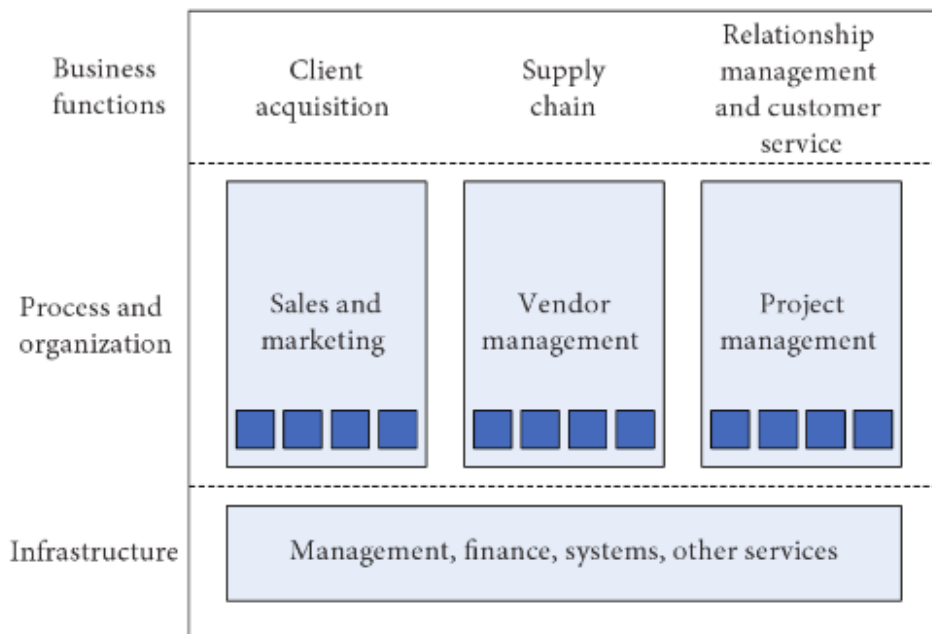 Business
functions
Client
acquisition
Supply
chain
Relationship
management
and customer
service
Process and
organization
Sales and
marketing
Vendor
management
Project
management
Infrastructure
Management, finance, systems, other services